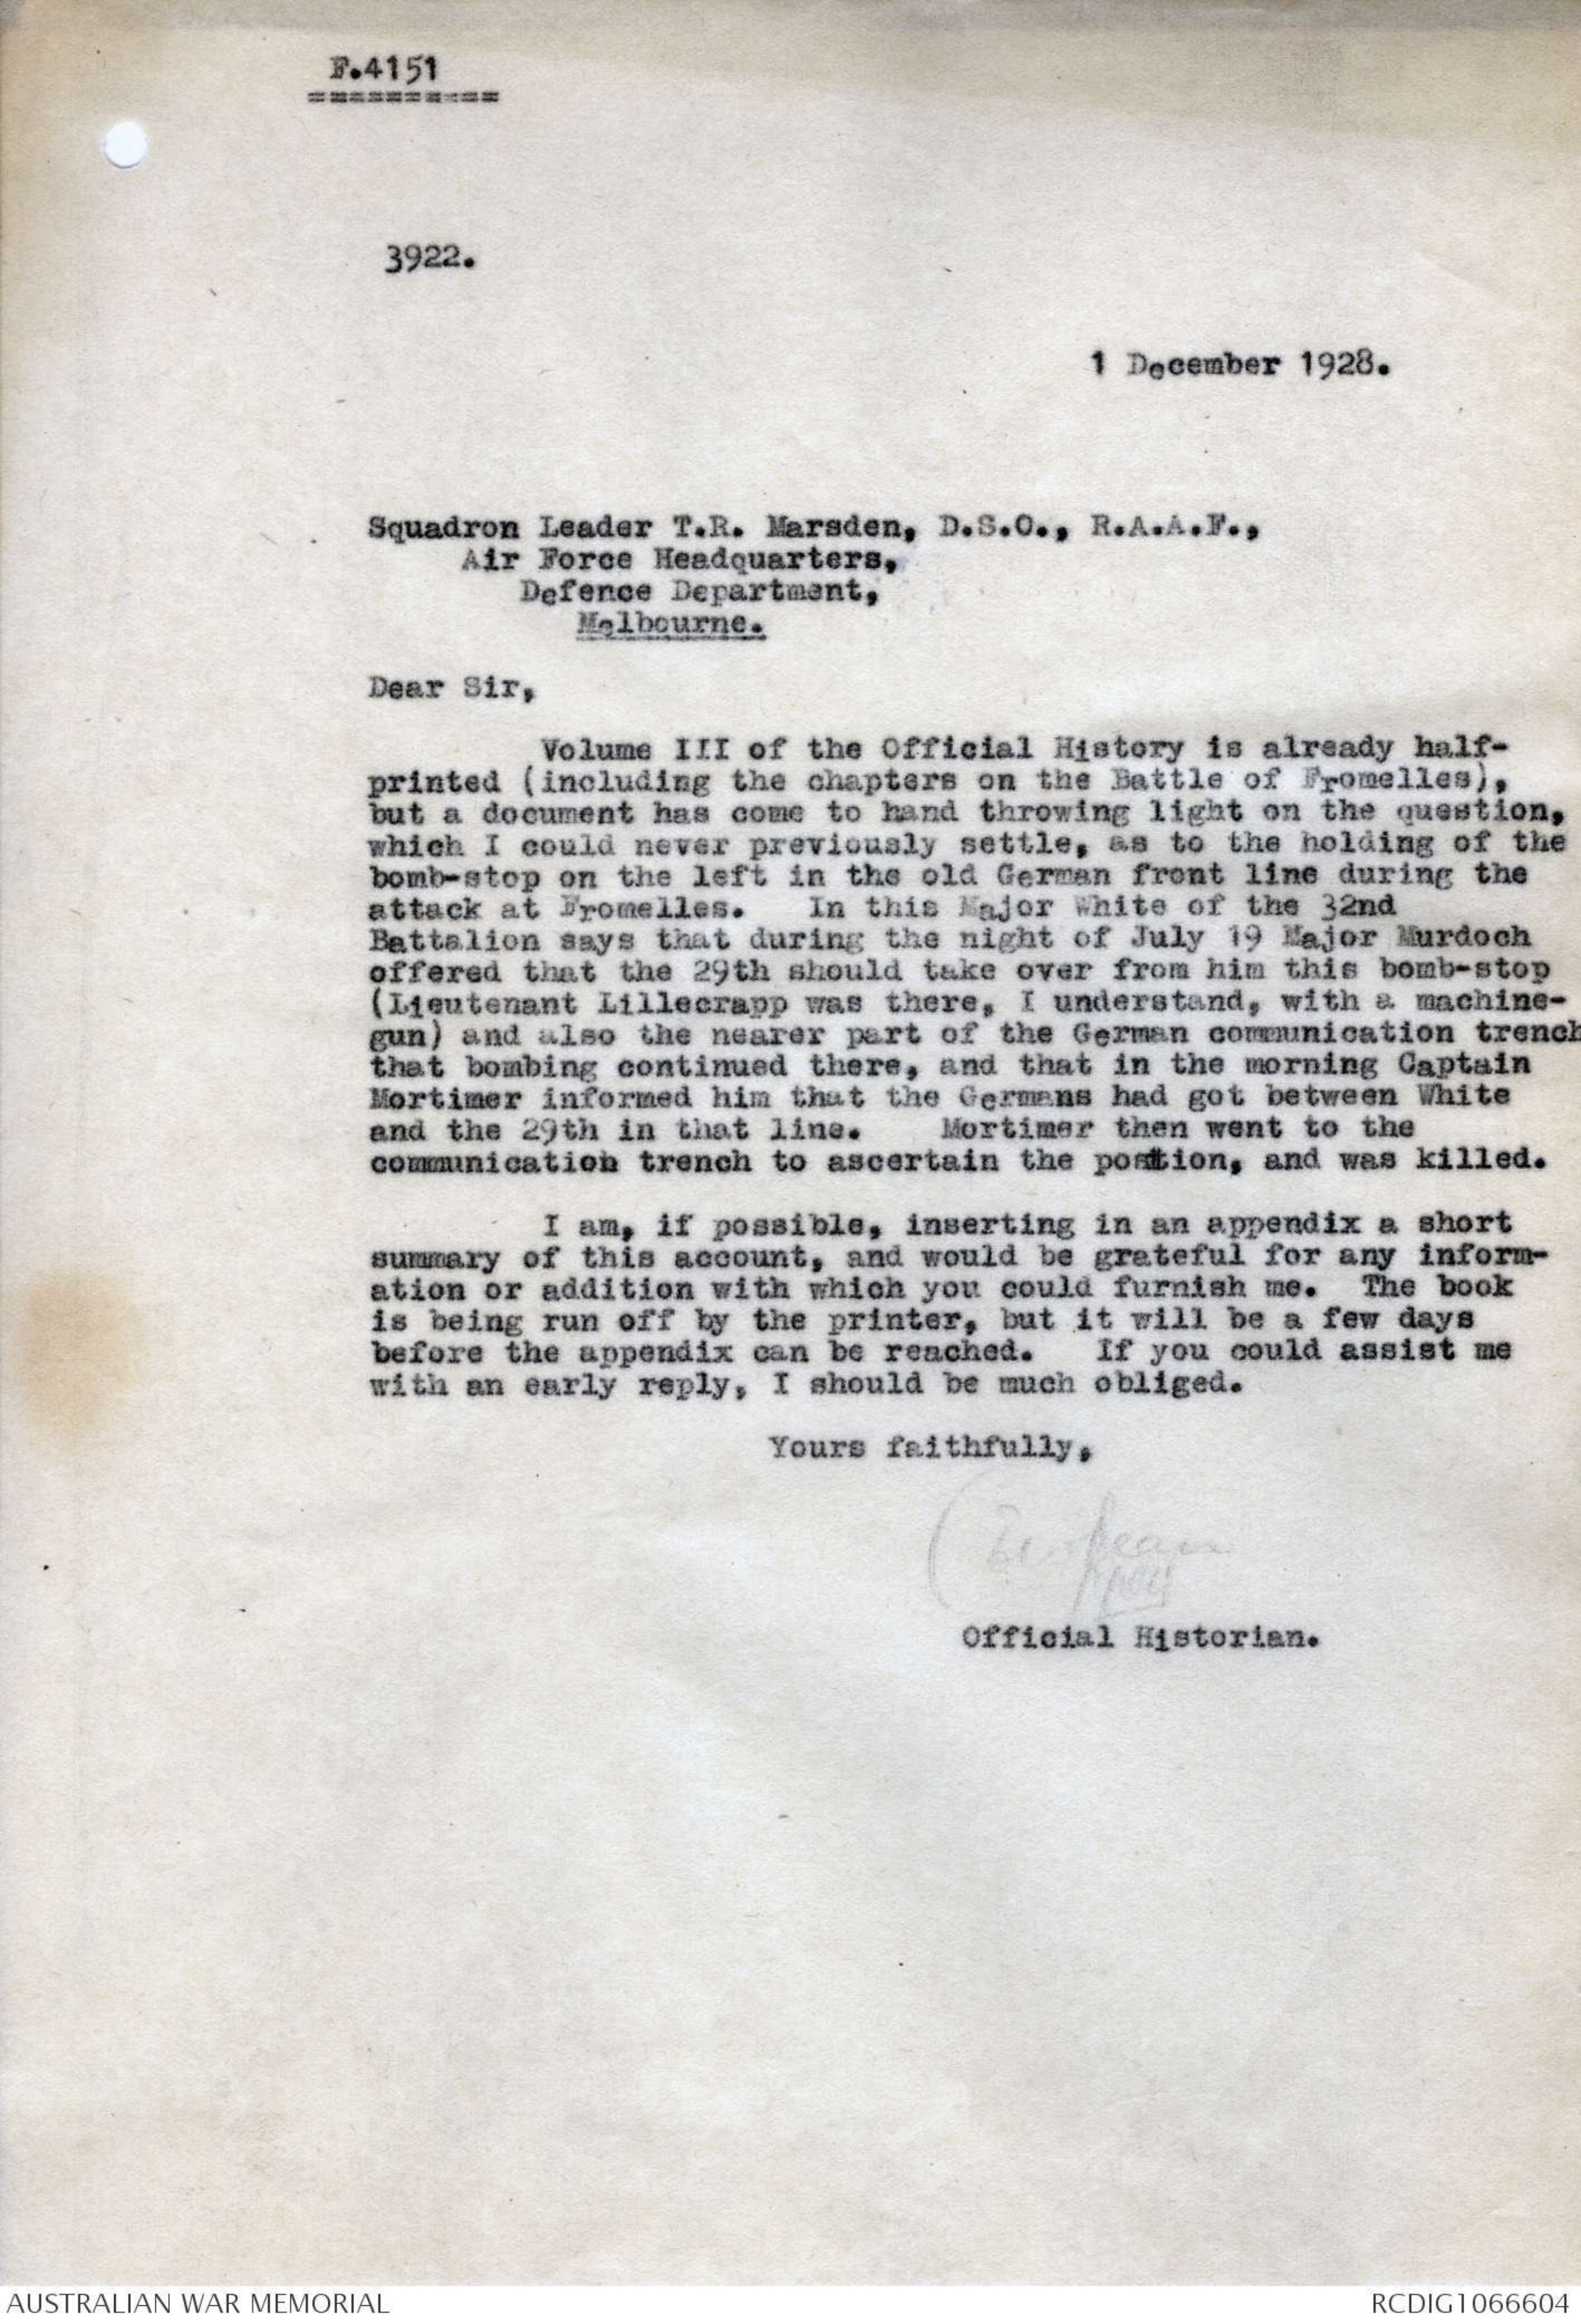 F.4151
==========
3922.
1 December 1928.
Squadron Leader T.R. Marsden, D.S.O., R.A.A.F.,
Air Force Headquarters,
Defence Department,
Melbourne.
Dear Sir,
Volume III of the Official History is already half-
printed (including the chapters on the Battle of Fromelles),
but a document has come to hand throwing light on the question,
which I could never previously settle, as to the holding of the
bomb-stop on the left in the old German front line during the
attack at Fromelles. In this Major White of the 32nd
Battalion says that during the night of July 19 Major Murdoch
offered that the 29th should take over from him this bomb-stop
(Lieutenant Lillecrapp was there, I understand, with a machine-
gun) and also the nearer part of the German communication trench
that bombing continued there, and that in the morning Captain
Mortimer informed him that the Germans had got between White
and the 29th in that line. Mortimer then went to the
communication trench to ascertain the position, and was killed.
I am, if possible, inserting in an appendix a short
summary of this account, and would be grateful for any inform-
ation or addition with which you could furnish me. The book
is being run off by the printer, but it will be a few days
before the appendix can be reached. If you could assist me
with an early reply, I should be much obliged.
Yours faithfully,
Bean
Official Historian.
AUSTRALIAN WAR MEMORIAL
RCDIG1066604